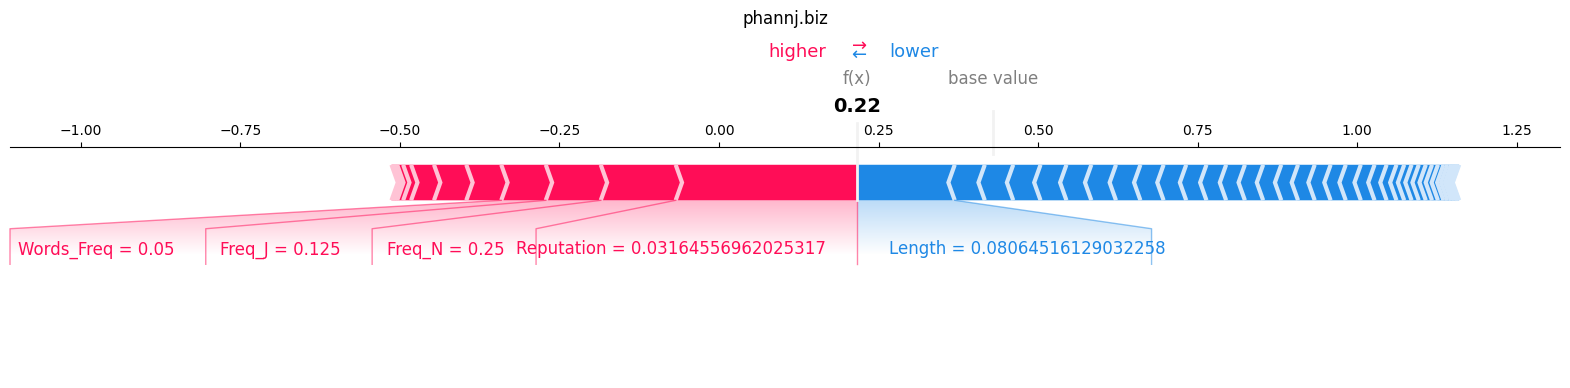 phannj.biz
higher ⇄ lower
f(x) base value
0.22
−1.00 −0.75 −0.50 −0.25 0.00 0.25 0.50 0.75 1.00 1.25
Words_Freq = 0.05 Freq_J = 0.125 Freq_N = 0.25 Reputation = 0.03164556962025317 Length = 0.08064516129032258